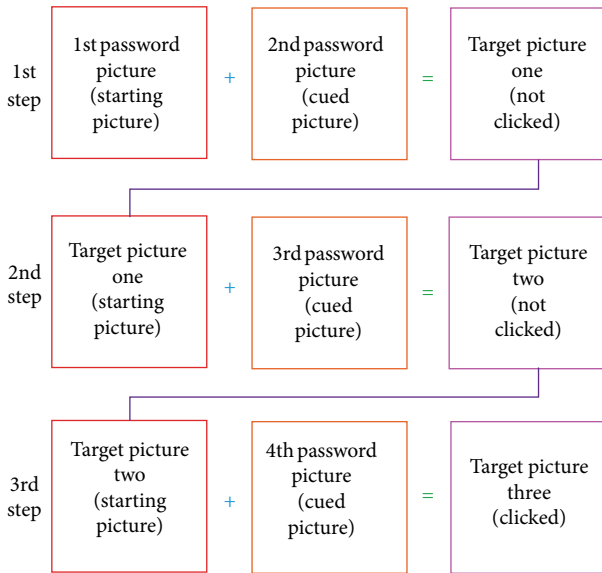 1st
step
1st password
picture
(starting
picture)
+
2nd password
picture
(cued
picture)
=
Target picture
one
(not
clicked)
2nd
step
Target picture
one
(starting
picture)
+
3rd password
picture
(cued
picture)
=
Target picture
two
(not
clicked)
3rd
step
Target picture
two
(starting
picture)
+
4th password
picture
(cued
picture)
=
Target picture
three
(clicked)